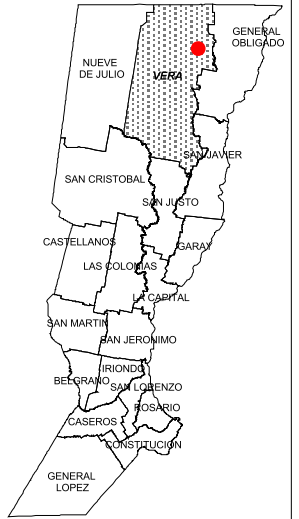 GENERAL
OBLIGADO
NUEVE
DE JULIO
VERA
SAN JAVIER
SAN CRISTOBAL
SAN JUSTO
CASTELLANOS
GARAY
LAS COLONIAS
LA CAPITAL
SAN MARTIN
SAN JERONIMO
IRIONDO
BELGRANO
SAN LORENZO
ROSARIO
CASEROS
CONSTITUCION
GENERAL
LOPEZ